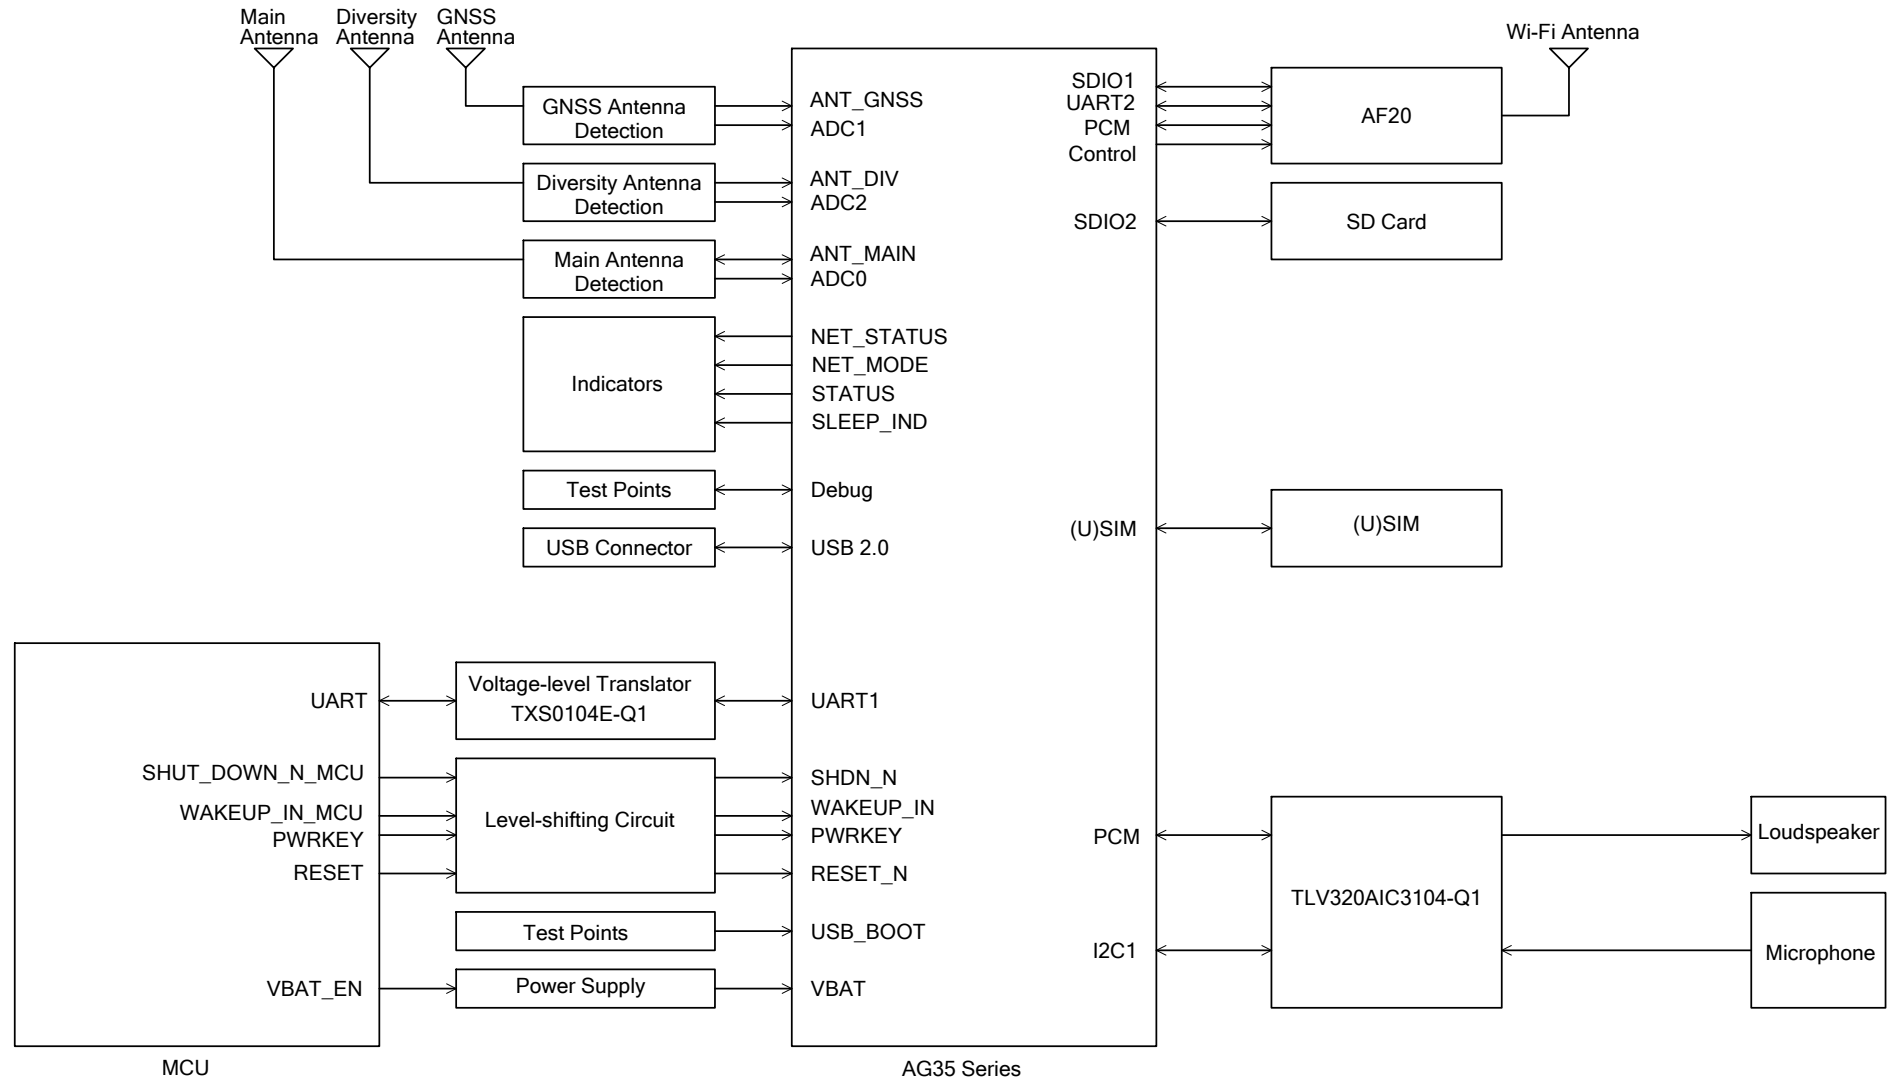 Main
Antenna
Diversity
Antenna
GNSS
Antenna
Wi-Fi Antenna
GNSS Antenna
Detection
ANT_GNSS
ADC1
Diversity Antenna
Detection
ANT_DIV
ADC2
Main Antenna
Detection
ANT_MAIN
ADC0
Indicators
NET_STATUS
NET_MODE
STATUS
SLEEP_IND
Test Points
Debug
USB Connector
USB 2.0
SDIO1
UART2
PCM
Control
AF20
SDIO2
SD Card
(U)SIM
(U)SIM
UART
Voltage-level Translator
TXS0104E-Q1
UART1
SHUT_DOWN_N_MCU
WAKEUP_IN_MCU
PWRKEY
RESET
Level-shifting Circuit
SHDN_N
WAKEUP_IN
PWRKEY
RESET_N
Test Points
USB_BOOT
VBAT_EN
Power Supply
VBAT
PCM
I2C1
TLV320AIC3104-Q1
Loudspeaker
Microphone
MCU
AG35 Series